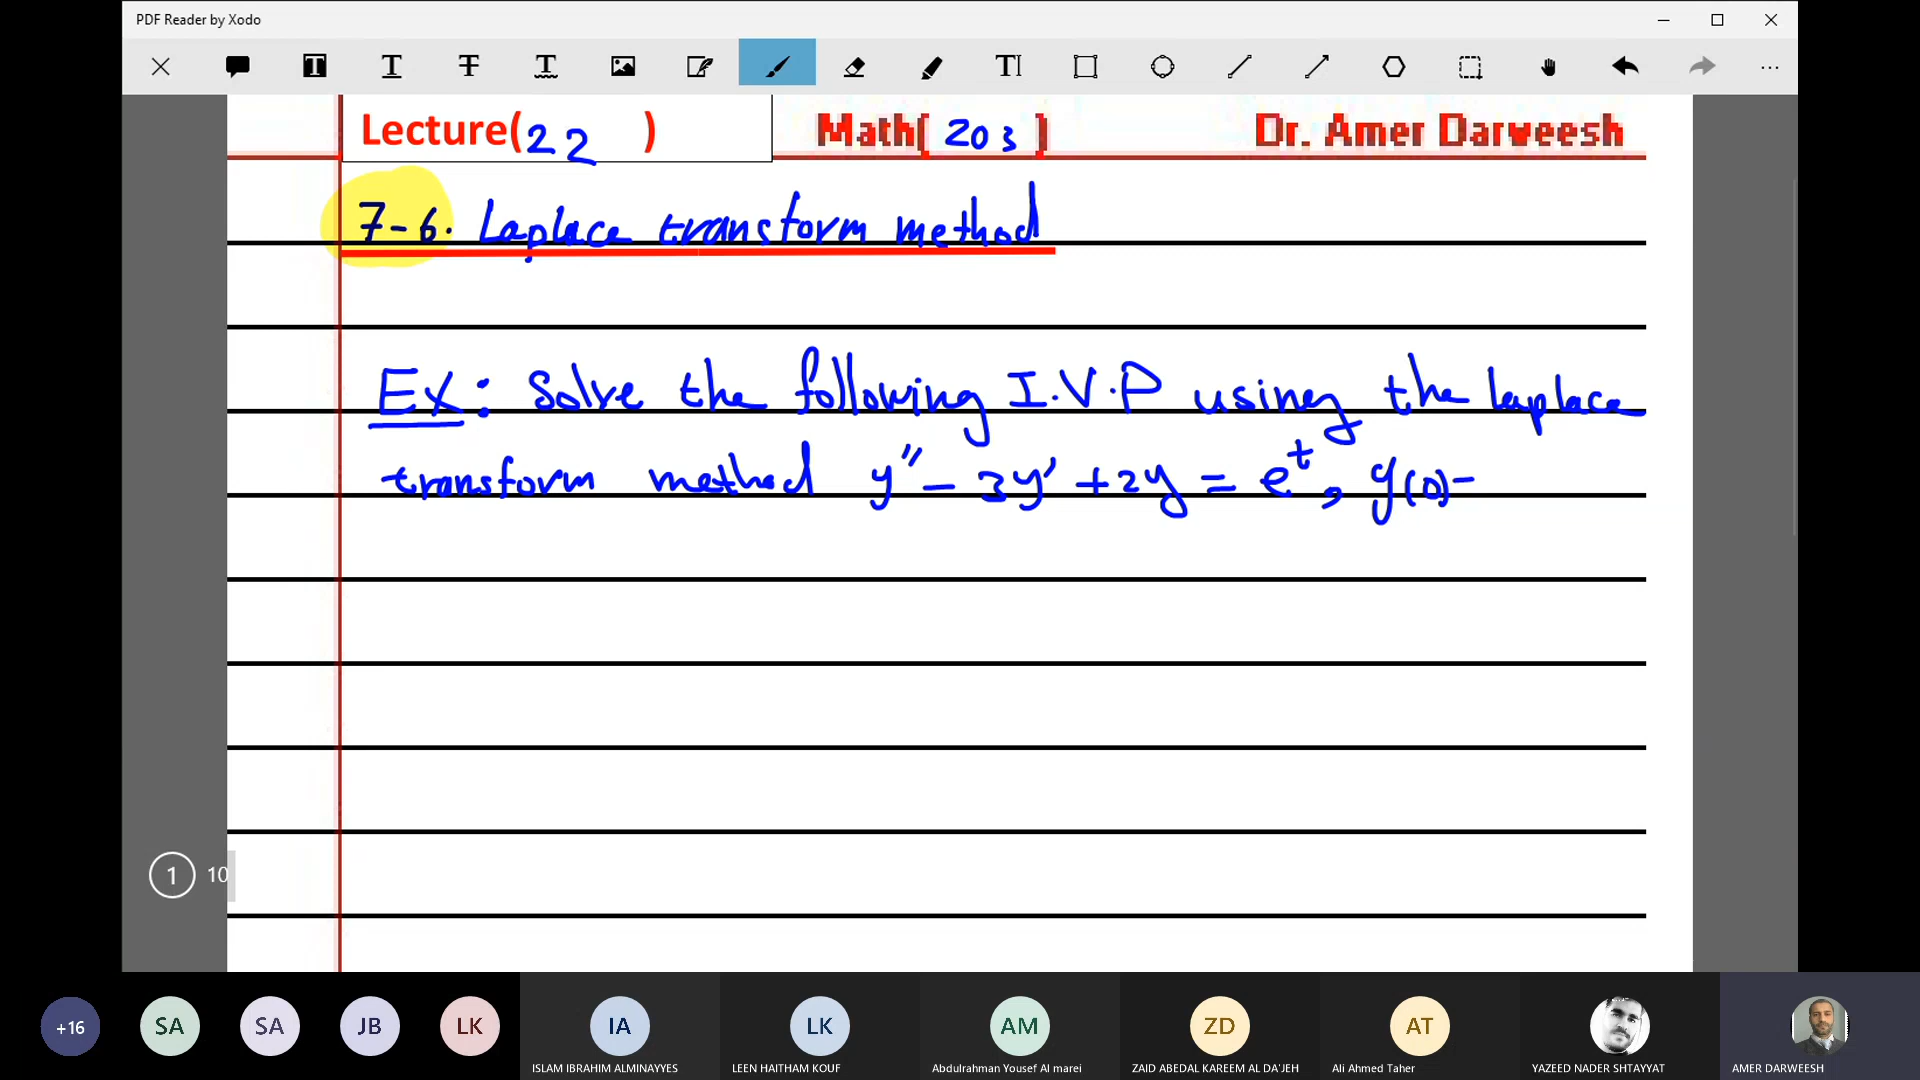 PDF Reader by Xodo
Lecture(22 ) Math( 203 ) Dr. Amer Darweesh
7-6. Laplace transform method
EX: Solve the following I.V.P using the laplace
transform method y'' - 3y' + 2y = e^t, y(0)-
1 10
+16 SA SA JB LK IA LK AM ZD AT
ISLAM IBRAHIM ALMINAYYES LEEN HAITHAM KOUF Abdulrahman Yousef Al marei ZAID ABEDAL KAREEM AL DA'JEH Ali Ahmed Taher YAZEED NADER SHTAYYAT AMER DARWEESH